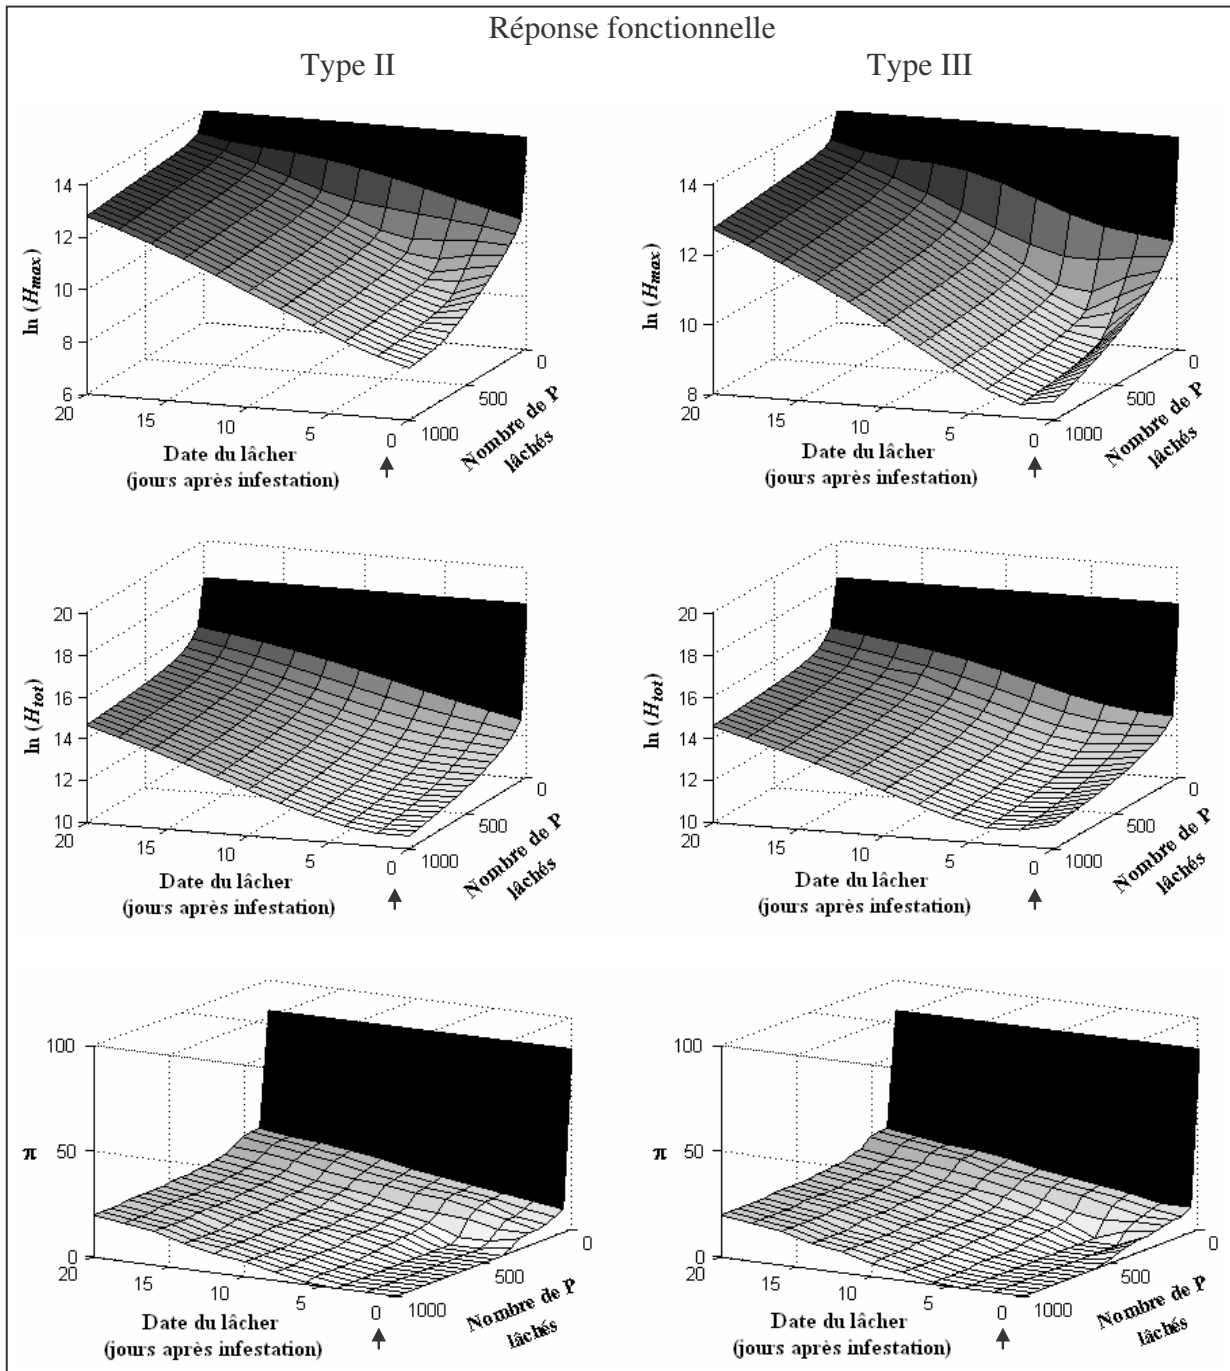 Réponse fonctionnelle
Type II
Type III
14
12
10
8
6
ln (Hmax)
20
15
10
5
0
Date du lâcher
(jours après infestation)
0
500
1000
Nombre de P
lâchés
14
12
10
8
ln (Hmax)
20
15
10
5
0
Date du lâcher
(jours après infestation)
0
500
1000
Nombre de P
lâchés
20
18
16
14
12
10
ln (Htot)
20
15
10
5
0
Date du lâcher
(jours après infestation)
0
500
1000
Nombre de P
lâchés
20
18
16
14
12
10
ln (Htot)
20
15
10
5
0
Date du lâcher
(jours après infestation)
0
500
1000
Nombre de P
lâchés
100
50
0
π
20
15
10
5
0
Date du lâcher
(jours après infestation)
0
500
1000
Nombre de P
lâchés
100
50
0
π
20
15
10
5
0
Date du lâcher
(jours après infestation)
0
500
1000
Nombre de P
lâchés